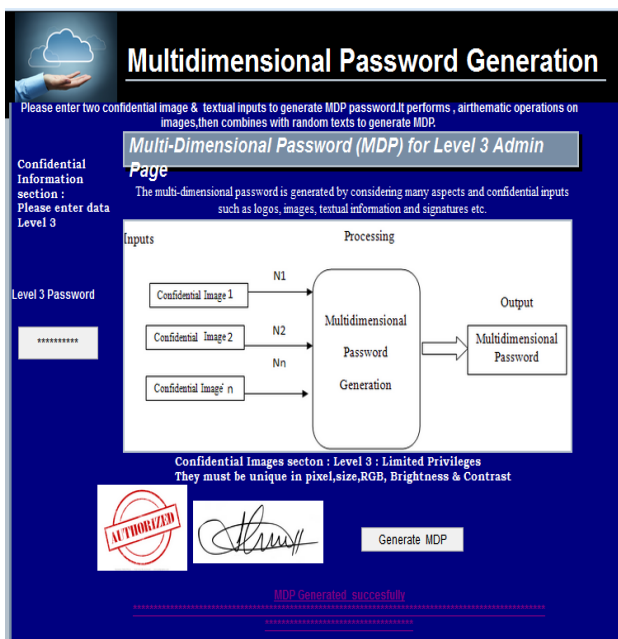 Multidimensional Password Generation
Please enter two confidential image & textual inputs to generate MDP password.It performs , airthematic operations on
images,then combines with random texts to generate MDP.
Multi-Dimensional Password (MDP) for Level 3 Admin
Page
Confidential
Information
section :
Please enter data
Level 3
The multi-dimensional password is generated by considering many aspects and confidential inputs
such as logos, images, textual information and signatures etc.
Inputs
Processing
N1
Confidential Image 1
Level 3 Password
**********
N2
Confidential Image 2
Nn
Confidential Image n
Multidimensional
Password
Generation
Output
Multidimensional
Password
Confidential Images secton : Level 3 : Limited Privileges
They must be unique in pixel,size,RGB, Brightness & Contrast
AUTHORIZED
Generate MDP
MDP Generated succesfully